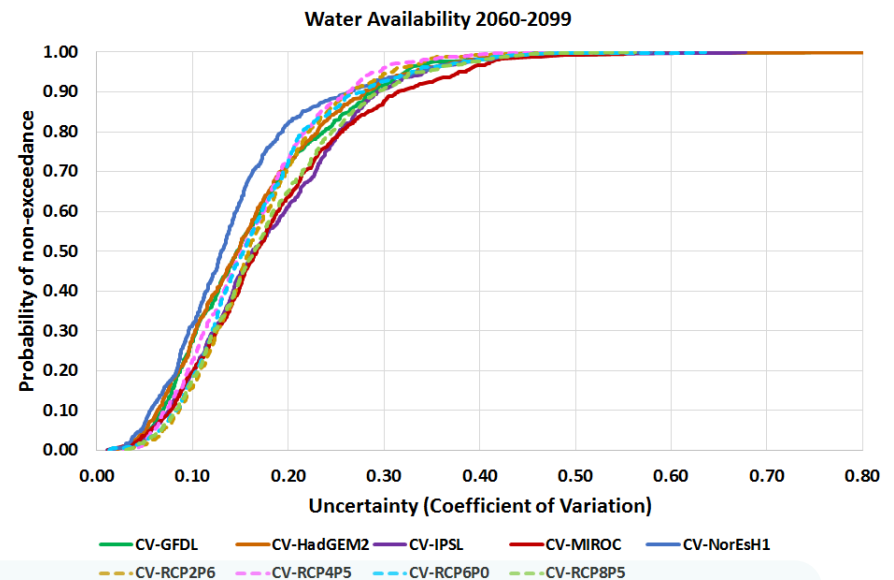 Water Availability 2060-2099
Probability of non-exceedance
1.00
0.90
0.80
0.70
0.60
0.50
0.40
0.30
0.20
0.10
0.00
0.00 0.10 0.20 0.30 0.40 0.50 0.60 0.70 0.80
Uncertainty (Coefficient of Variation)
CV-GFDL CV-HadGEM2 CV-IPSL CV-MIROC CV-NorEsH1
CV-RCP2P6 CV-RCP4P5 CV-RCP6P0 CV-RCP8P5